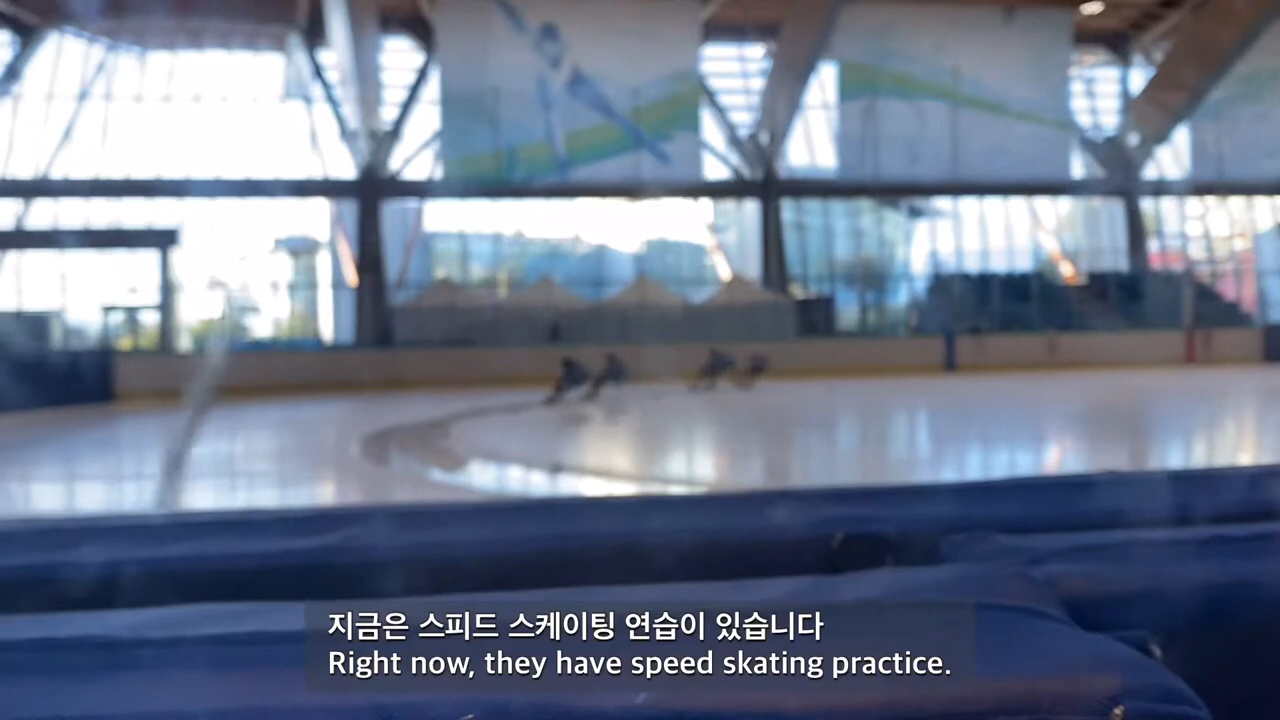 지금은 스피드 스케이팅 연습이 있습니다
Right now, they have speed skating practice.